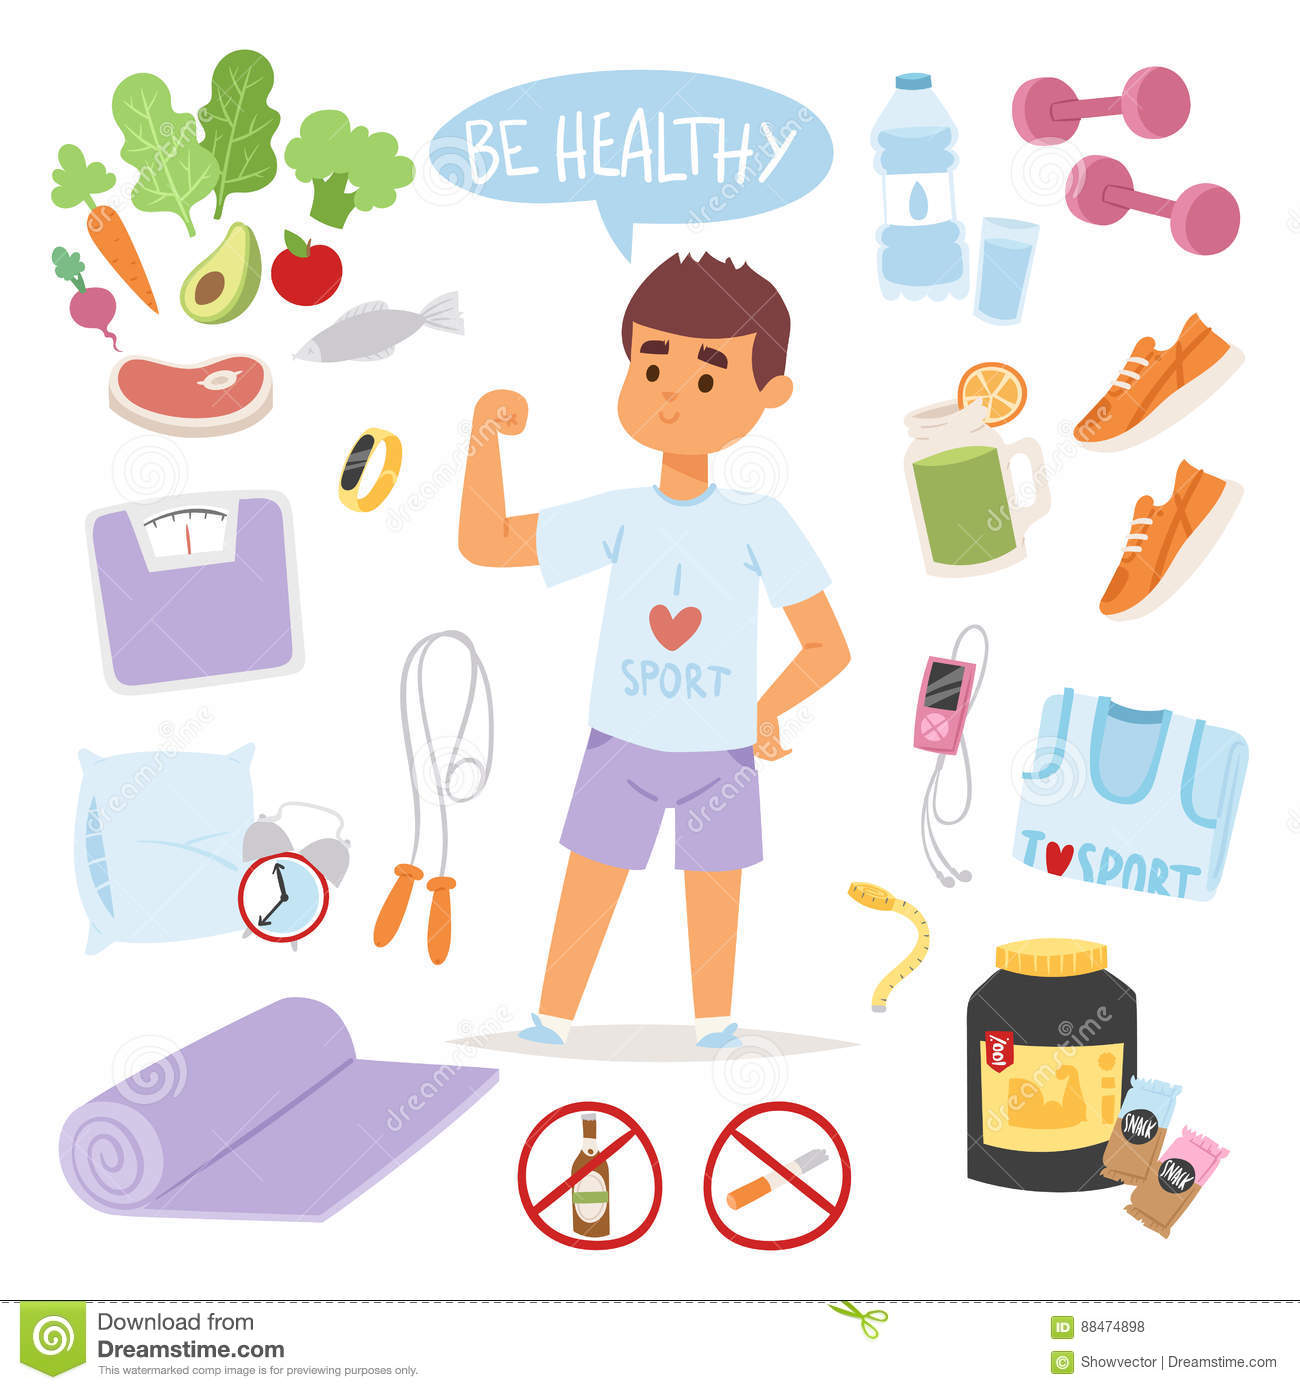 BE HEALTHY
I
SPORT
I SPORT
100%
SNACK
SNACK
dreamstime
Download from
Dreamstime.com
This watermarked comp image is for previewing purposes only.
ID 88474898
© Showvector | Dreamstime.com